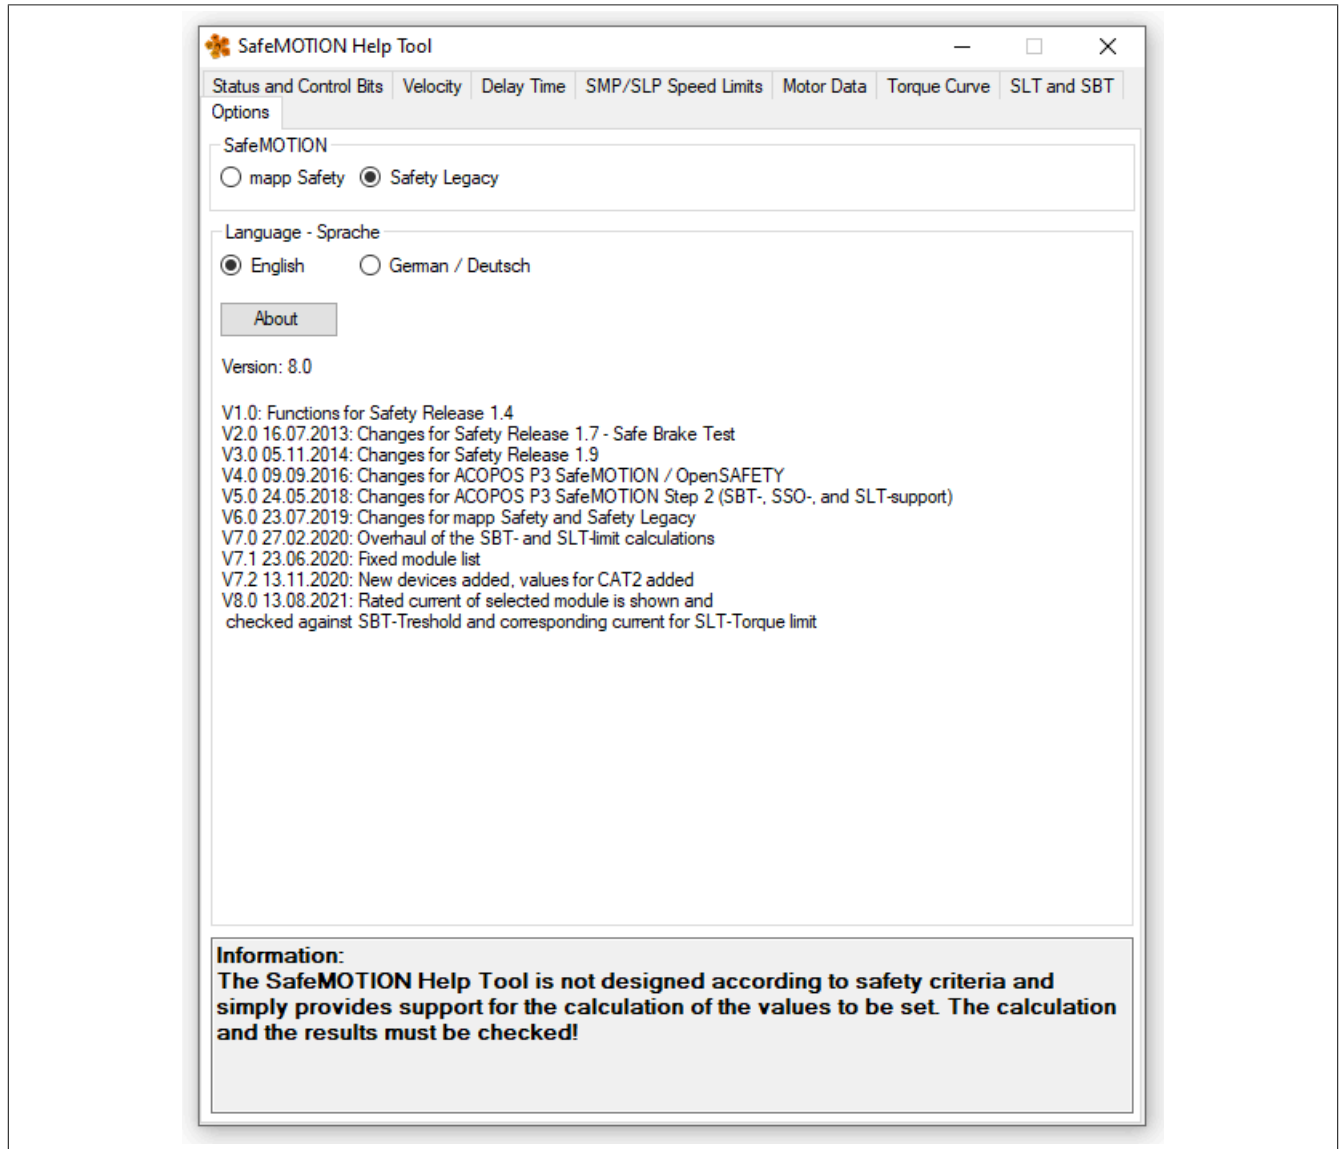 SafeMOTION Help Tool
Status and Control Bits Velocity Delay Time SMP/SLP Speed Limits Motor Data Torque Curve SLT and SBT
Options
SafeMOTION
mapp Safety Safety Legacy
Language - Sprache
English German / Deutsch
About
Version: 8.0
V1.0: Functions for Safety Release 1.4
V2.0 16.07.2013: Changes for Safety Release 1.7 - Safe Brake Test
V3.0 05.11.2014: Changes for Safety Release 1.9
V4.0 09.09.2016: Changes for ACOPOS P3 SafeMOTION / OpenSAFETY
V5.0 24.05.2018: Changes for ACOPOS P3 SafeMOTION Step 2 (SBT-, SSO-, and SLT-support)
V6.0 23.07.2019: Changes for mapp Safety and Safety Legacy
V7.0 27.02.2020: Overhaul of the SBT- and SLT-limit calculations
V7.1 23.06.2020: Fixed module list
V7.2 13.11.2020: New devices added, values for CAT2 added
V8.0 13.08.2021: Rated current of selected module is shown and
checked against SBT-Treshold and corresponding current for SLT-Torque limit
Information:
The SafeMOTION Help Tool is not designed according to safety criteria and
simply provides support for the calculation of the values to be set. The calculation
and the results must be checked!